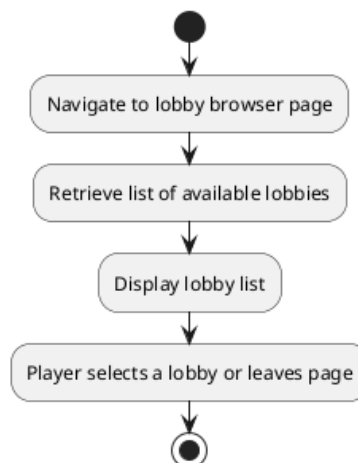 Navigate to lobby browser page
Retrieve list of available lobbies
Display lobby list
Player selects a lobby or leaves page